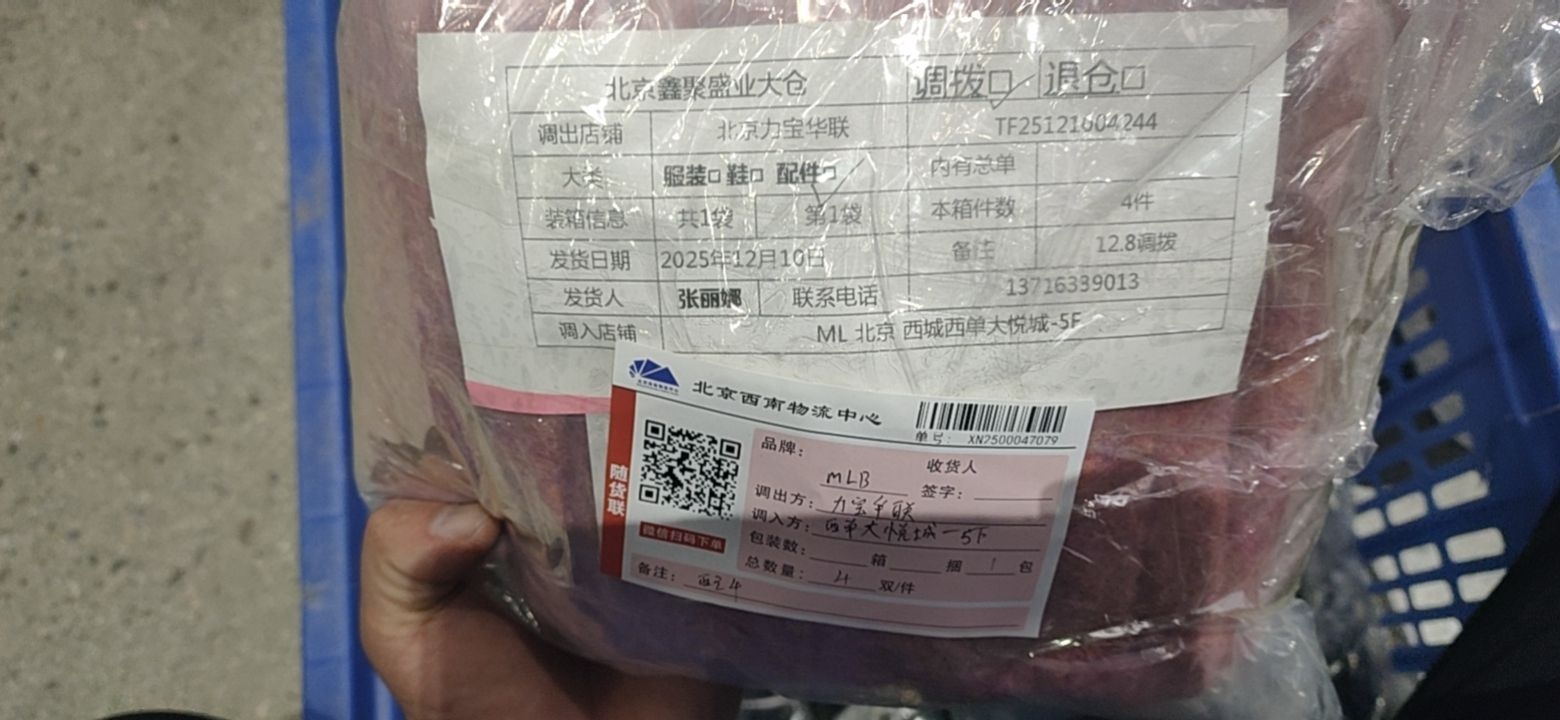 北京鑫聚盛业大仓 调拨□✓ 退仓□
调出店铺 北京力宝华联 TF25121004244
大类 服装□ 鞋□ 配件□✓ 内有总单
装箱信息 共1袋 第1袋 本箱件数 4件
发货日期 2025年12月10日 备注 12.8调拨
发货人 张丽娜 联系电话 13716339013
调入店铺 ML 北京 西城西单大悦城-5F
北京西南物流中心
单号: XN2500047079
随货联
微信扫码下单
品牌: MLB 收货人
签字:
调出方: 力宝华联
调入方: 西单大悦城-5F
包装数: 箱 捆 1 包
总数量: 4 双/件
备注: